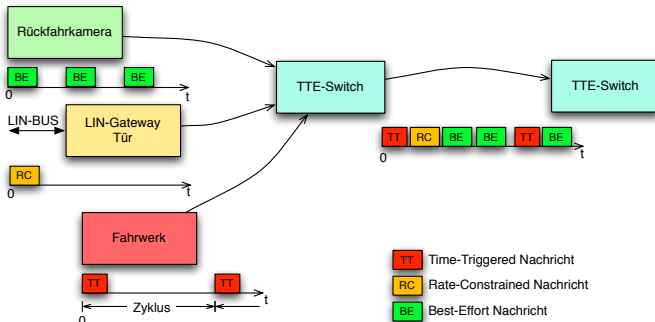 Rückfahrkamera
BE BE BE
0 t
LIN-BUS
LIN-Gateway
Tür
RC
0 t
Fahrwerk
TT TT
Zyklus
0 t
TTE-Switch
TTE-Switch
TT RC BE BE TT BE
0 t
TT Time-Triggered Nachricht
RC Rate-Constrained Nachricht
BE Best-Effort Nachricht